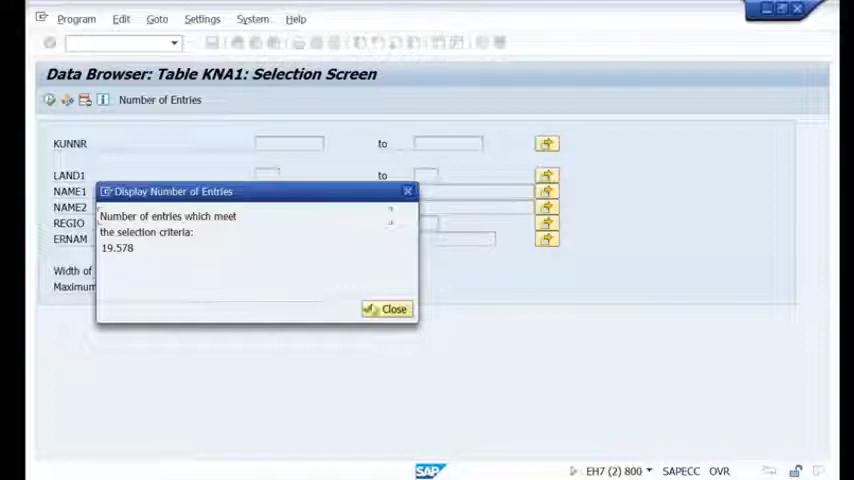 Program Edit Goto Settings System Help
Data Browser: Table KNA1: Selection Screen
Number of Entries
KUNNR to
LAND1 to
NAME1
NAME2
REGIO
ERNAM
Display Number of Entries
Number of entries which meet
the selection criteria:
19.578
Width of
Maximum
Close
SAP EH7 (2) 800 SAPECC OVR